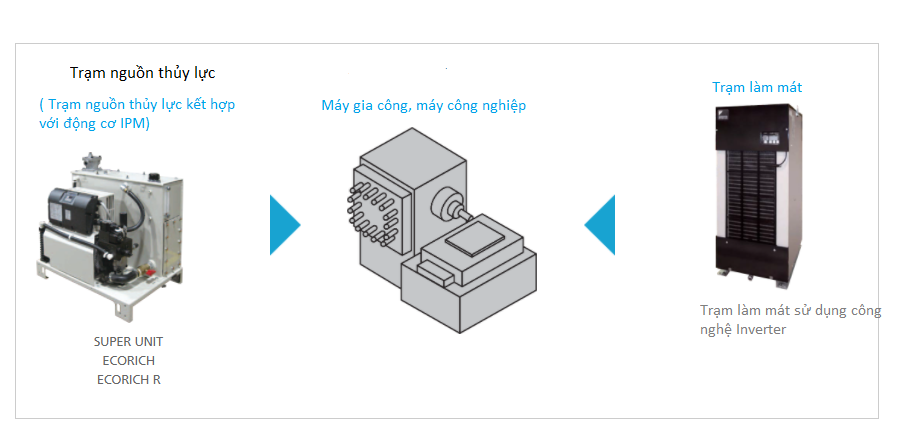 Trạm nguồn thủy lực
( Trạm nguồn thủy lực kết hợp
với động cơ IPM)
Máy gia công, máy công nghiệp
Trạm làm mát
SUPER UNIT
ECORICH
ECORICH R
Trạm làm mát sử dụng công
nghệ Inverter